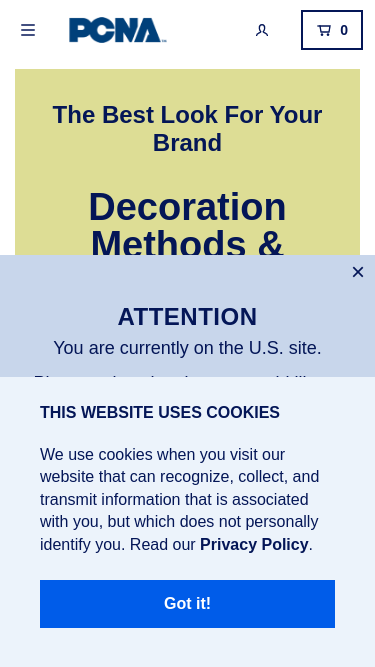 PCNA
0
The Best Look For Your
Brand
Decoration
Methods &
ATTENTION
You are currently on the U.S. site.
THIS WEBSITE USES COOKIES
We use cookies when you visit our
website that can recognize, collect, and
transmit information that is associated
with you, but which does not personally
identify you. Read our Privacy Policy.
Got it!